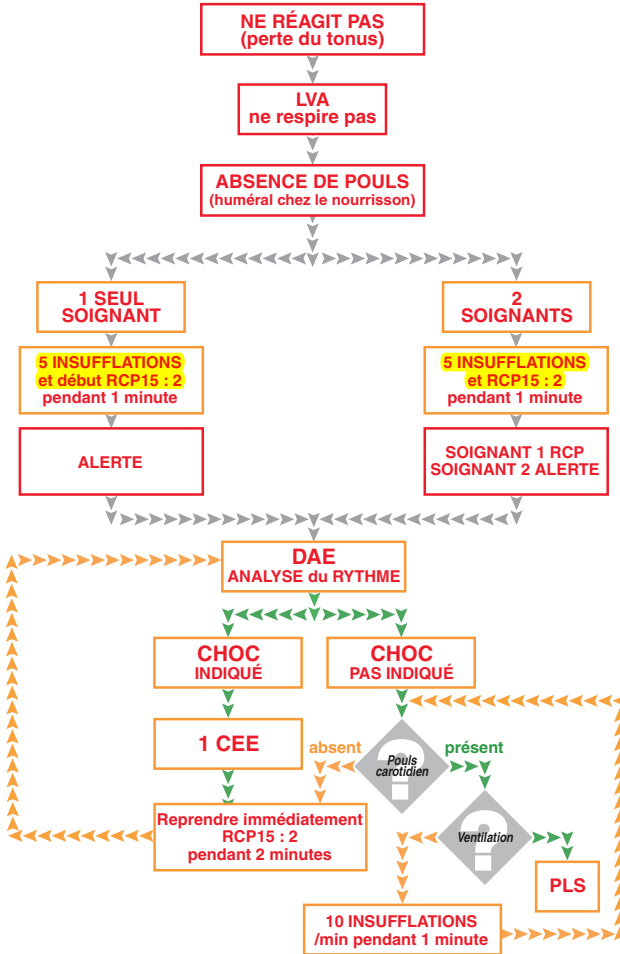 NE RÉAGIT PAS
(perte du tonus)
LVA
ne respire pas
ABSENCE DE POULS
(huméral chez le nourrisson)
1 SEUL
SOIGNANT
2
SOIGNANTS
5 INSUFFLATIONS
et début RCP15 : 2
pendant 1 minute
5 INSUFFLATIONS
et RCP15 : 2
pendant 1 minute
ALERTE
SOIGNANT 1 RCP
SOIGNANT 2 ALERTE
DAE
ANALYSE du RYTHME
CHOC
INDIQUÉ
CHOC
PAS INDIQUÉ
1 CEE
absent
Pouls
carotidien
présent
Reprendre immédiatement
RCP15 : 2
pendant 2 minutes
Ventilation
PLS
10 INSUFFLATIONS
/min pendant 1 minute